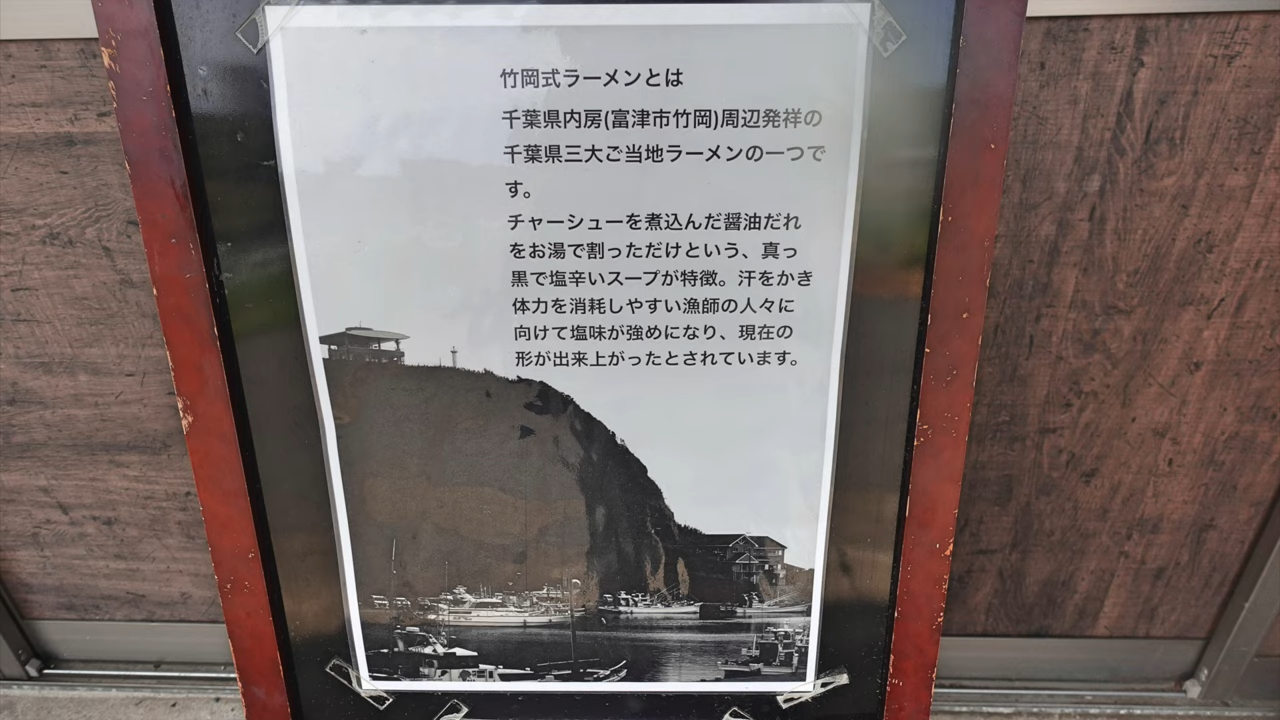 竹岡式ラーメンとは
千葉県内房(富津市竹岡)周辺発祥の
千葉県三大ご当地ラーメンの一つで
す。
チャーシューを煮込んだ醤油だれ
をお湯で割っただけという、真っ
黒で塩辛いスープが特徴。汗をかき
体力を消耗しやすい漁師の人々に
向けて塩味が強めになり、現在の
形が出来上がったとされています。